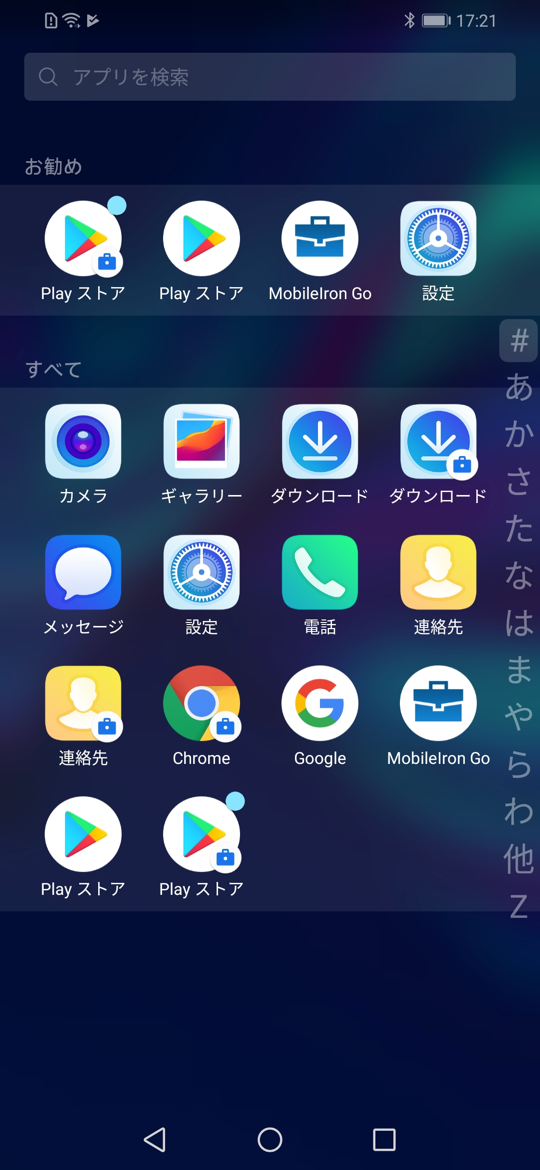 17:21
アプリを検索
お勧め
Play ストア Play ストア MobileIron Go 設定
すべて
カメラ ギャラリー ダウンロード ダウンロード
メッセージ 設定 電話 連絡先
連絡先 Chrome Google MobileIron Go
Play ストア Play ストア
#
あ
か
さ
た
な
は
ま
や
ら
わ
他
Z